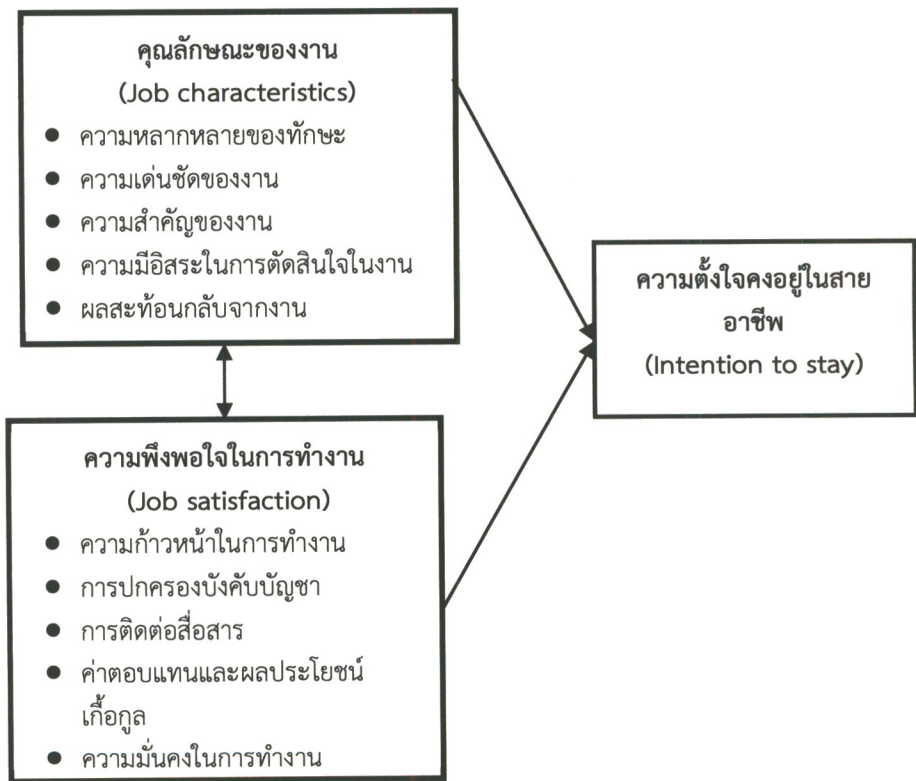 คุณลักษณะของงาน
(Job characteristics)
● ความหลากหลายของทักษะ
● ความเด่นชัดของงาน
● ความสำคัญของงาน
● ความมีอิสระในการตัดสินใจในงาน
● ผลสะท้อนกลับจากงาน
ความตั้งใจคงอยู่ในสาย
อาชีพ
(Intention to stay)
ความพึงพอใจในการทำงาน
(Job satisfaction)
● ความก้าวหน้าในการทำงาน
● การปกครองบังคับบัญชา
● การติดต่อสื่อสาร
● ค่าตอบแทนและผลประโยชน์
เกื้อกูล
● ความมั่นคงในการทำงาน